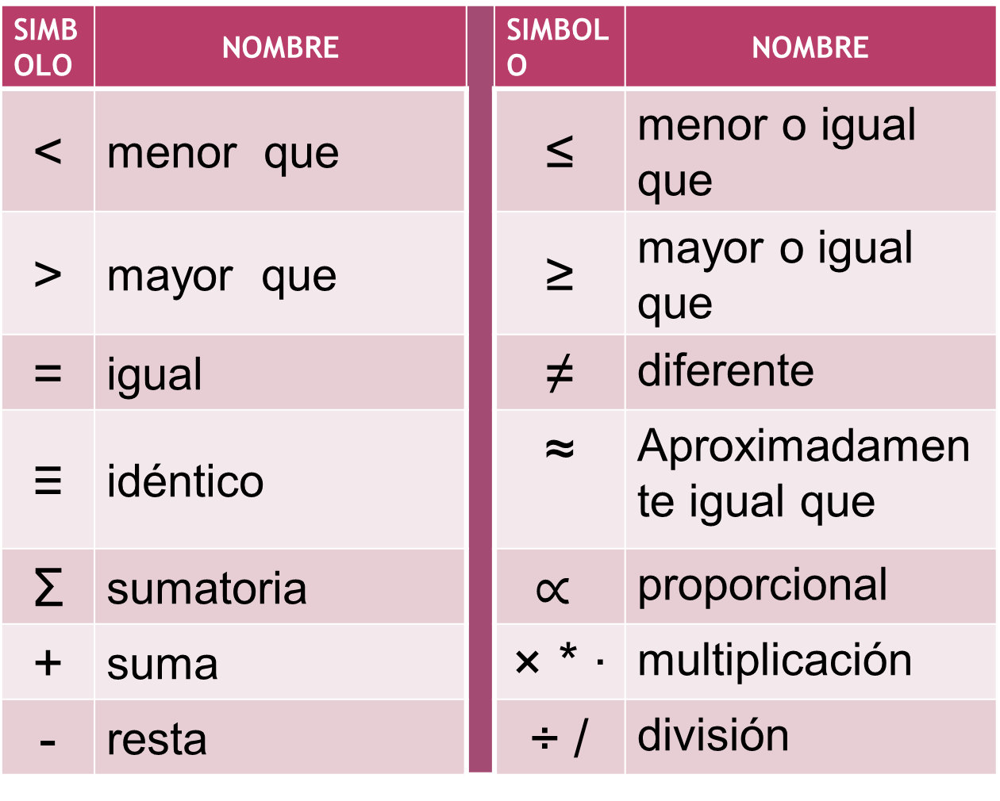 SIMB
OLO
NOMBRE
SIMBOL
O
NOMBRE
< menor que
≤ menor o igual
que
> mayor que
≥ mayor o igual
que
= igual
≠ diferente
≡ idéntico
≈ Aproximadamen
te igual que
Σ sumatoria
∝ proporcional
+ suma
× * · multiplicación
- resta
÷ / división